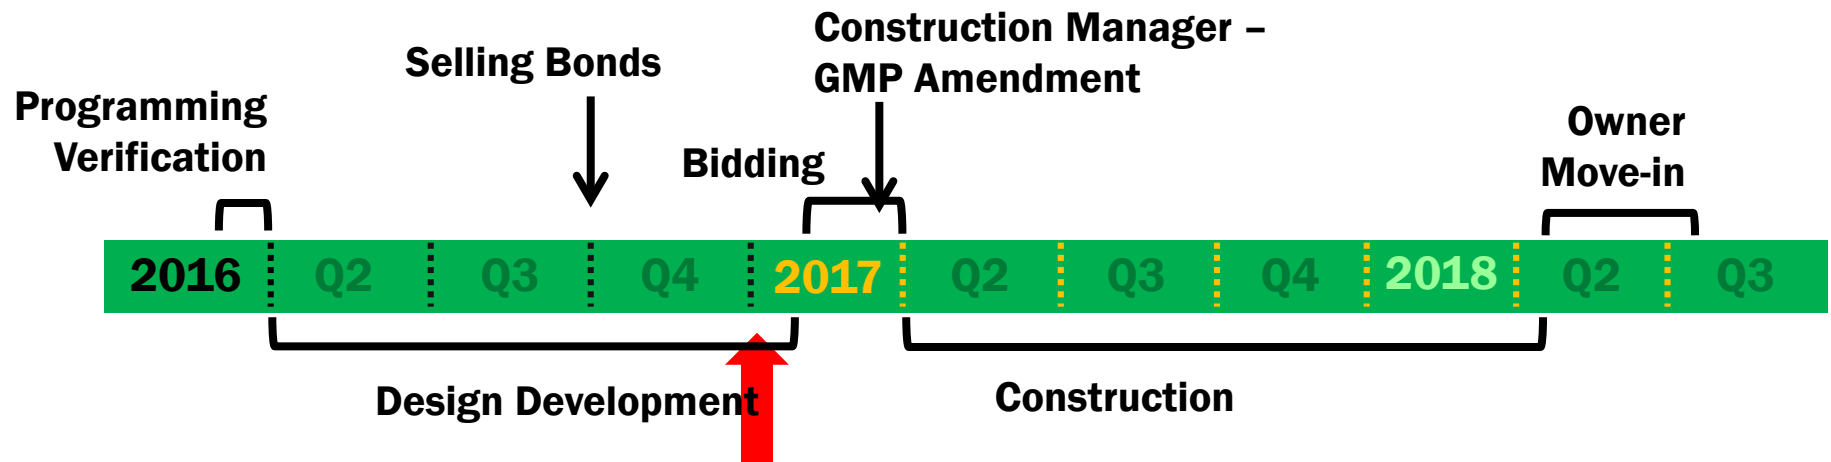 Programming
Verification
Selling Bonds
Bidding
Construction Manager –
GMP Amendment
Owner
Move-in
2016 Q2 Q3 Q4 2017 Q2 Q3 Q4 2018 Q2 Q3
Design Development
Construction